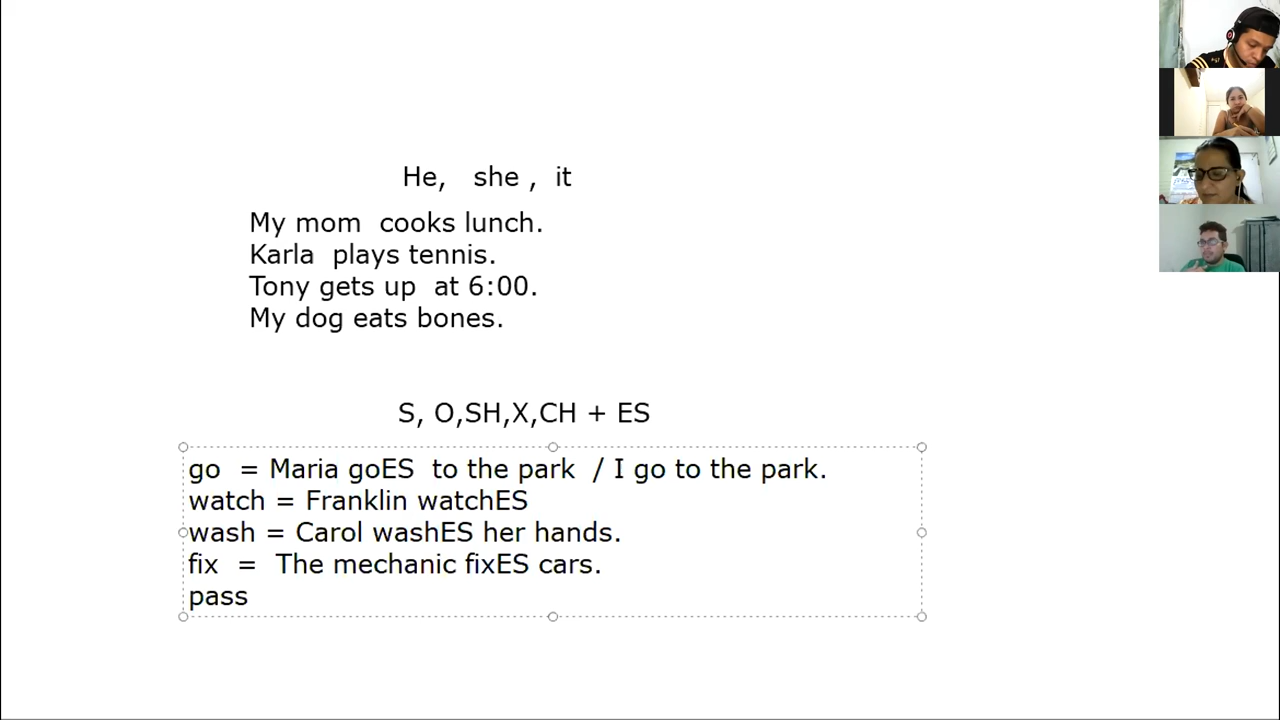 He, she , it
My mom cooks lunch.
Karla plays tennis.
Tony gets up at 6:00.
My dog eats bones.
S, O,SH,X,CH + ES
go = Maria goES to the park / I go to the park.
watch = Franklin watchES
wash = Carol washES her hands.
fix = The mechanic fixES cars.
pass